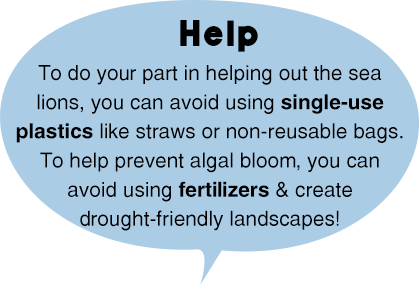 Help
To do your part in helping out the sea
lions, you can avoid using single-use
plastics like straws or non-reusable bags.
To help prevent algal bloom, you can
avoid using fertilizers & create
drought-friendly landscapes!